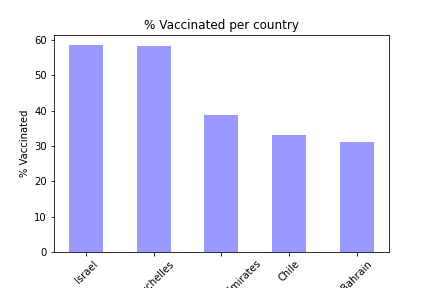 % Vaccinated per country
% Vaccinated
60
50
40
30
20
10
0
Israel
chelles
mirates
Chile
Bahrain